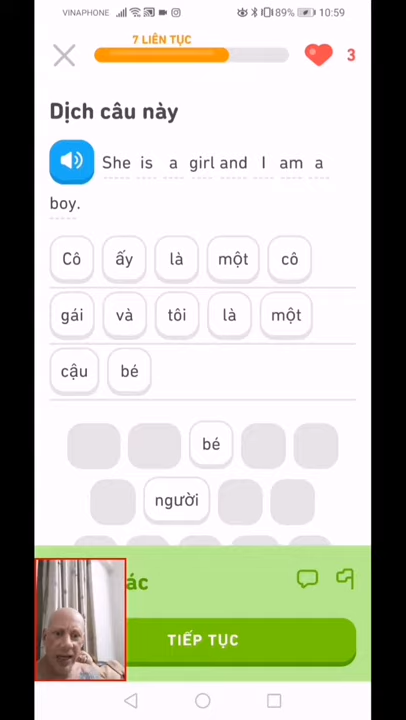 VINAPHONE 89% 10:59
7 LIÊN TỤC
3
Dịch câu này
She is a girl and I am a
boy.
Cô ấy là một cô
gái và tôi là một
cậu bé
bé
người
ác
TIẾP TỤC